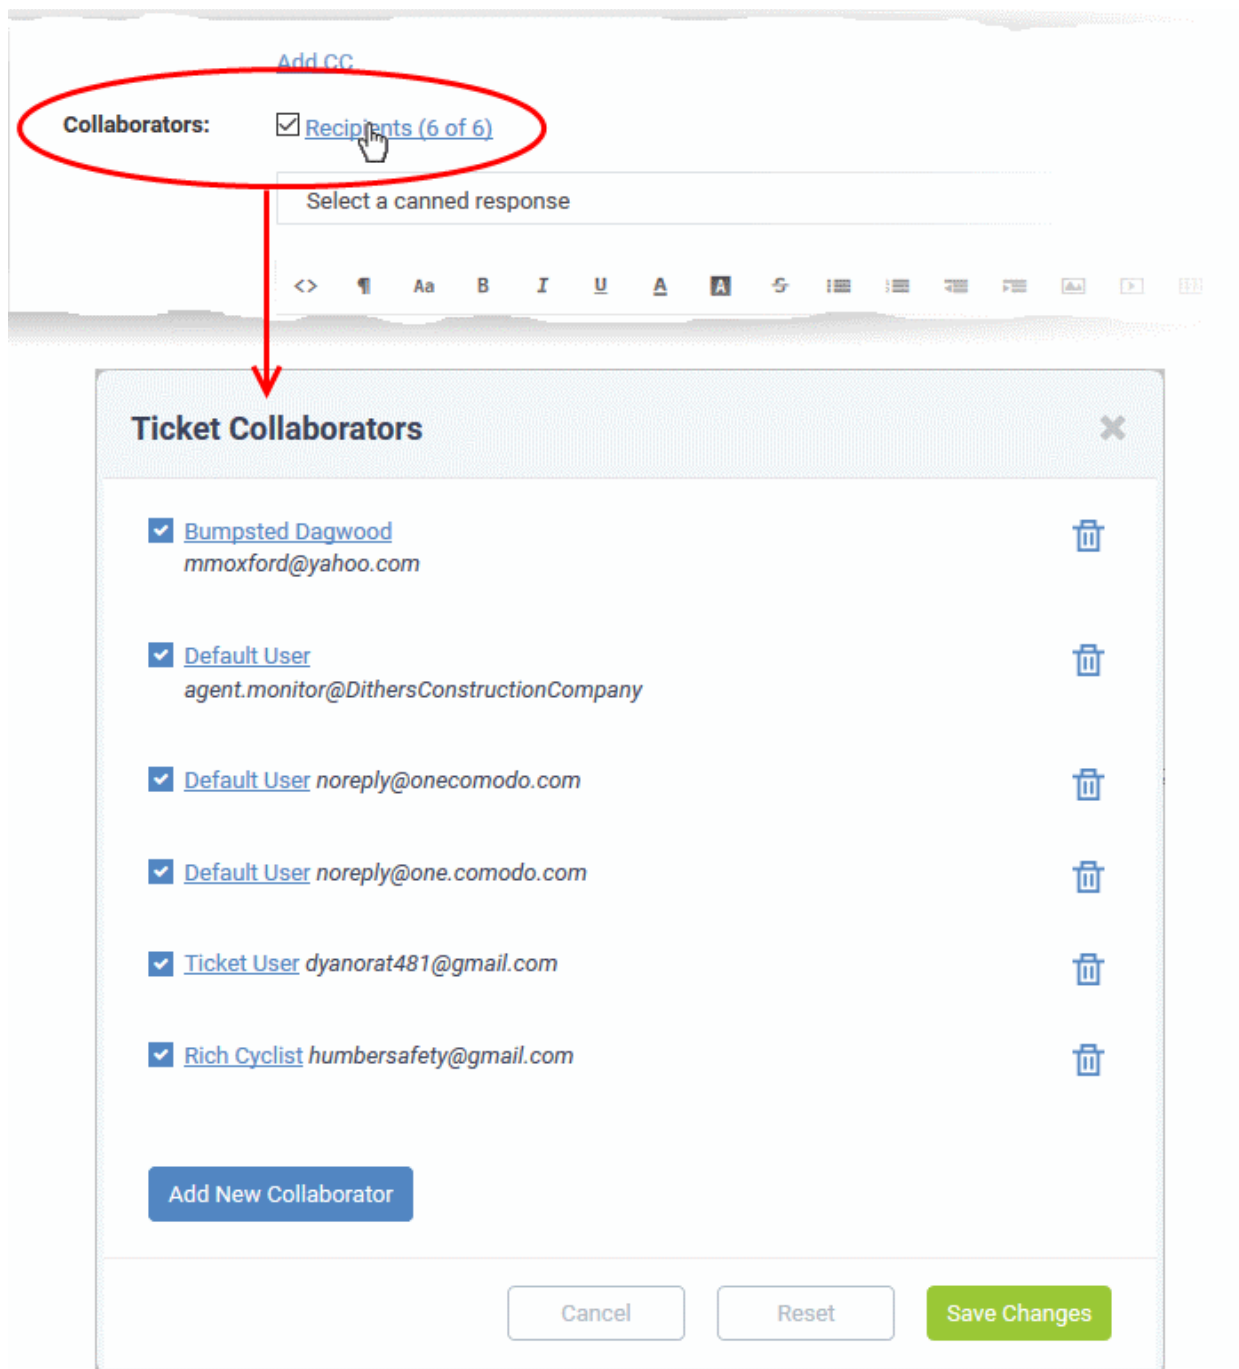 Add CC
Collaborators: Recipients (6 of 6)
Select a canned response
<> ¶ Aa B I U A A S
Ticket Collaborators
Bumpsted Dagwood
mmoxford@yahoo.com
Default User
agent.monitor@DithersConstructionCompany
Default User noreply@onecomodo.com
Default User noreply@one.comodo.com
Ticket User dyanorat481@gmail.com
Rich Cyclist humbersafety@gmail.com
Add New Collaborator
Cancel Reset Save Changes